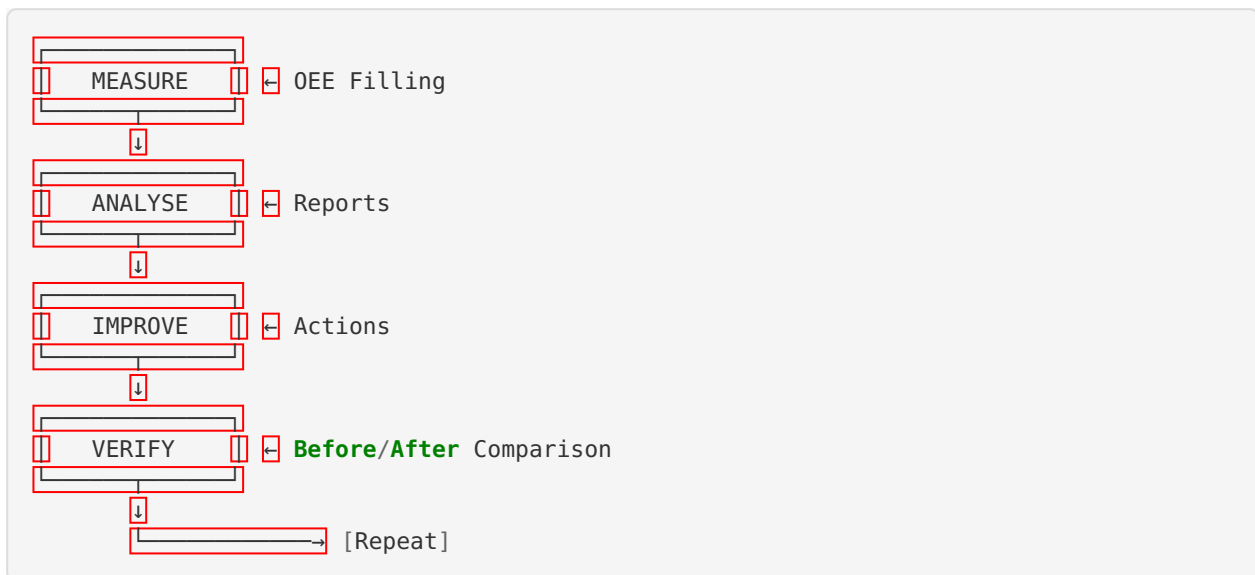 MEASURE ← OEE Filling
↓
ANALYSE ← Reports
↓
IMPROVE ← Actions
↓
VERIFY ← Before/After Comparison
↓
→ [Repeat]